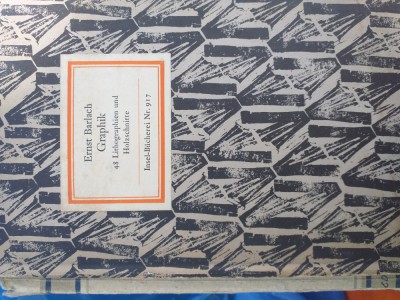 Ernst Barlach
Graphik
48 Lithographien und
Holzschnitte
Insel-Bücherei Nr. 917